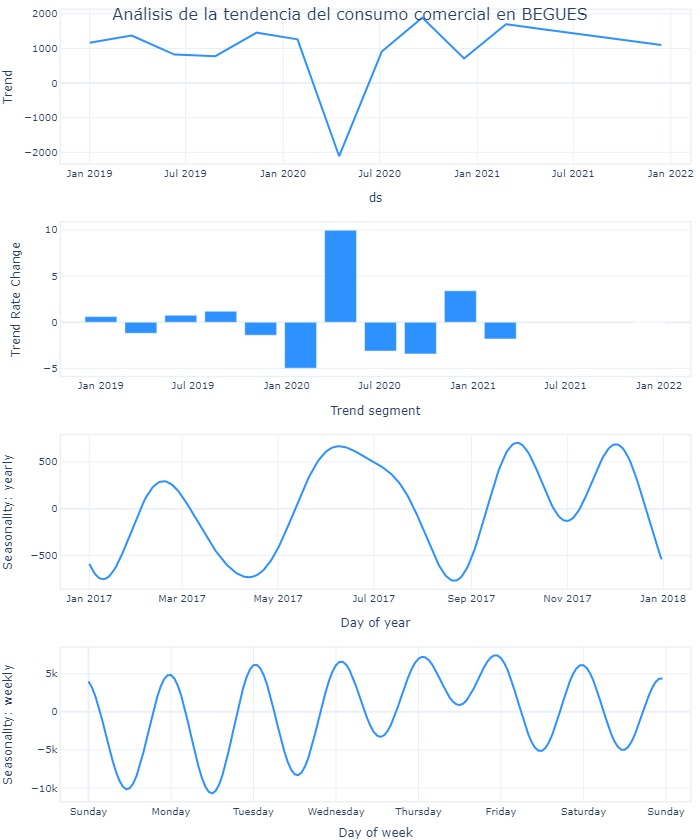 Análisis de la tendencia del consumo comercial en BEGUES
Trend
2000
1000
0
−1000
−2000
Jan 2019 Jul 2019 Jan 2020 Jul 2020 Jan 2021 Jul 2021 Jan 2022
ds
Trend Rate Change
10
5
0
−5
Jan 2019 Jul 2019 Jan 2020 Jul 2020 Jan 2021 Jul 2021 Jan 2022
Trend segment
Seasonality: yearly
500
0
−500
Jan 2017 Mar 2017 May 2017 Jul 2017 Sep 2017 Nov 2017 Jan 2018
Day of year
Seasonality: weekly
5k
0
−5k
−10k
Sunday Monday Tuesday Wednesday Thursday Friday Saturday Sunday
Day of week